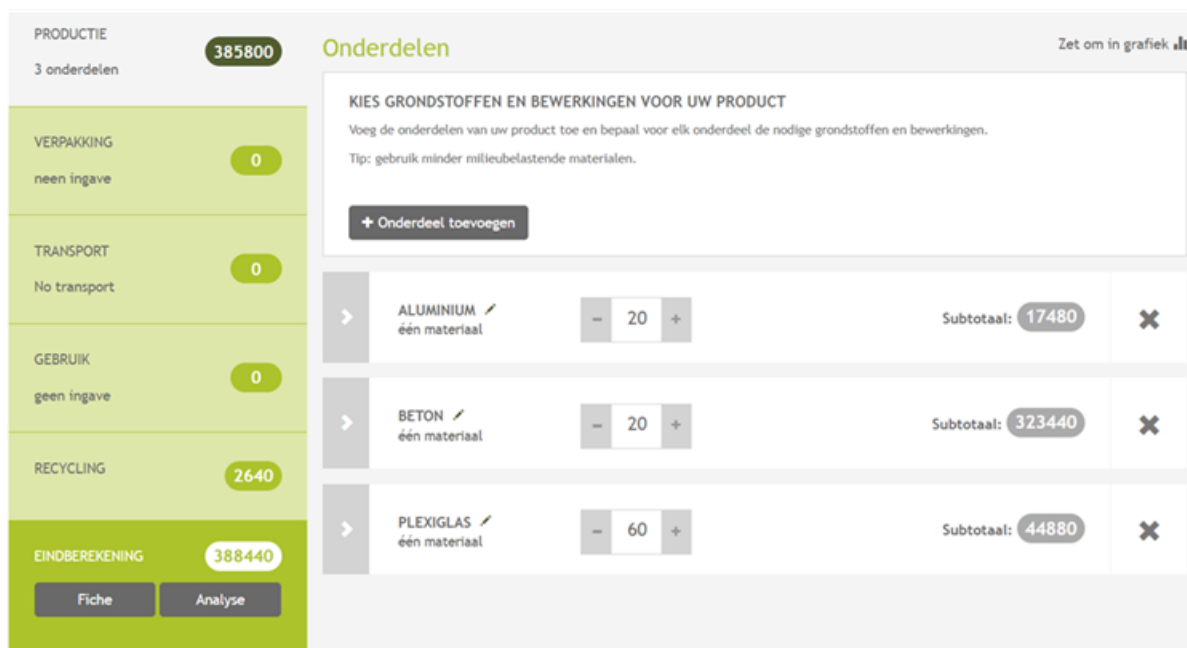 PRODUCTIE
385800
3 onderdelen
VERPAKKING
0
neen ingave
TRANSPORT
0
No transport
GEBRUIK
0
geen ingave
RECYCLING
2640
EINDBEREKENING
388440
Fiche
Analyse
Onderdelen
Zet om in grafiek
KIES GRONDSTOFFEN EN BEWERKINGEN VOOR UW PRODUCT
Voeg de onderdelen van uw product toe en bepaal voor elk onderdeel de nodige grondstoffen en bewerkingen.
Tip: gebruik minder milieubelastende materialen.
+ Onderdeel toevoegen
ALUMINIUM
één materiaal
- 20 +
Subtotaal: 17480
BETON
één materiaal
- 20 +
Subtotaal: 323440
PLEXIGLAS
één materiaal
- 60 +
Subtotaal: 44880